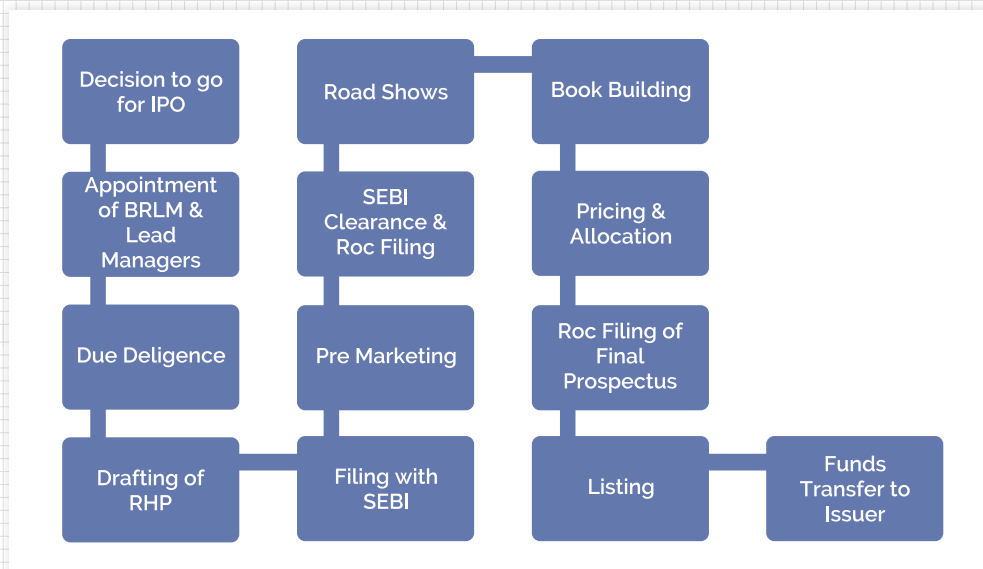 Decision to go
for IPO
Appointment
of BRLM &
Lead
Managers
Due Deligence
Drafting of
RHP
Filing with
SEBI
Pre Marketing
SEBI
Clearance &
Roc Filing
Road Shows
Book Building
Pricing &
Allocation
Roc Filing of
Final
Prospectus
Listing
Funds
Transfer to
Issuer